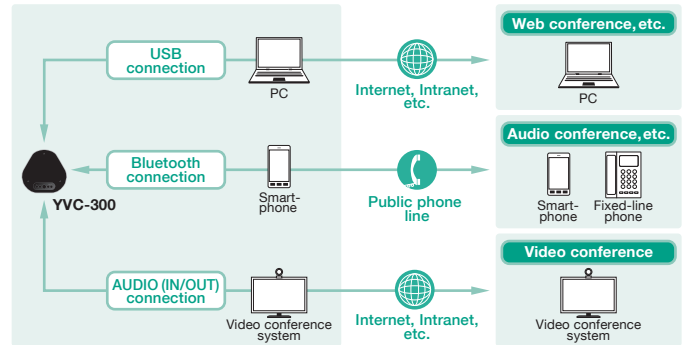 USB
connection
PC
Internet, Intranet,
etc.
Web conference, etc.
PC
YVC-300
Bluetooth
connection
Smart-
phone
Public phone
line
Audio conference, etc.
Smart-
phone
Fixed-line
phone
AUDIO (IN/OUT)
connection
Video conference
system
Internet, Intranet,
etc.
Video conference
Video conference
system